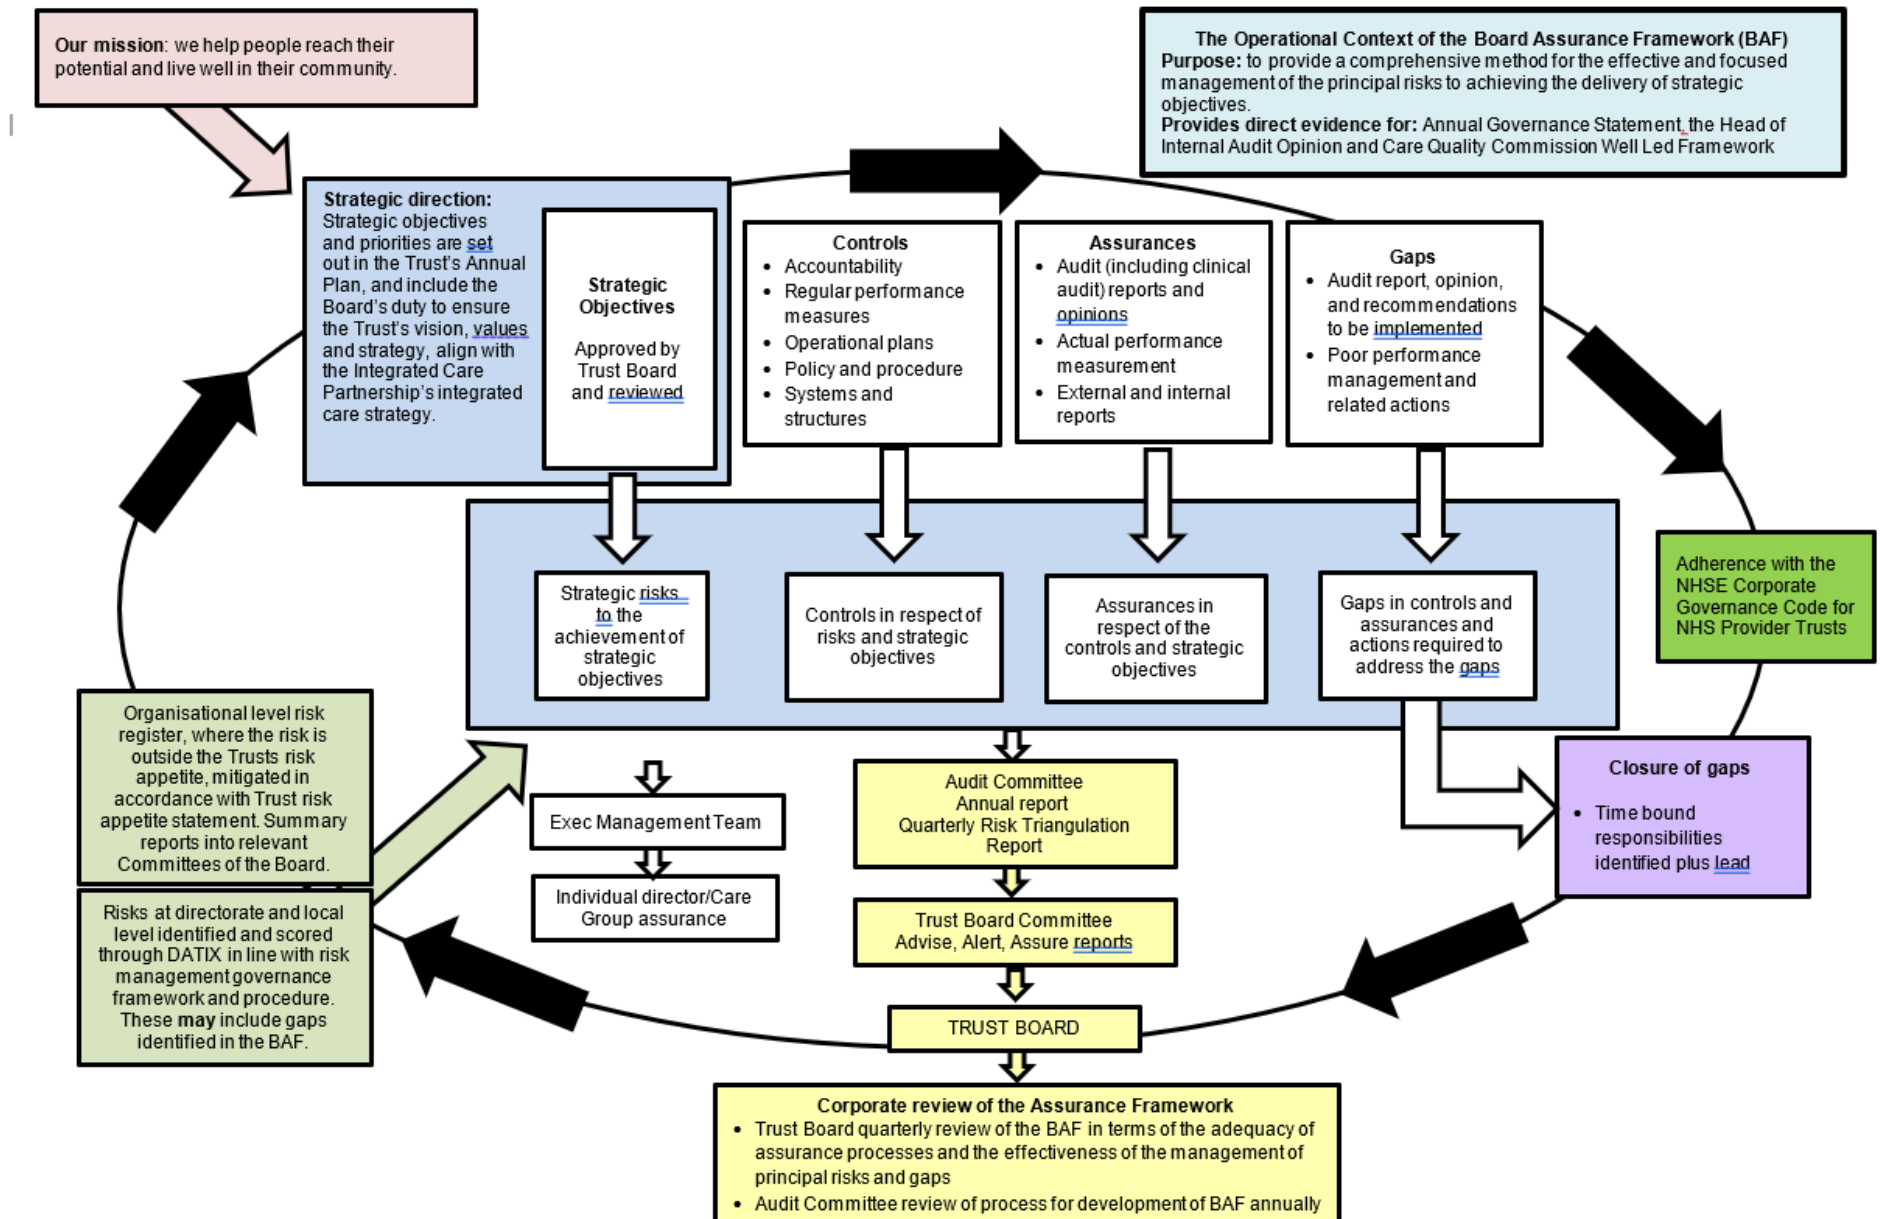 Our mission: we help people reach their
potential and live well in their community.
The Operational Context of the Board Assurance Framework (BAF)
Purpose: to provide a comprehensive method for the effective and focused
management of the principal risks to achieving the delivery of strategic
objectives.
Provides direct evidence for: Annual Governance Statement, the Head of
Internal Audit Opinion and Care Quality Commission Well Led Framework
Strategic direction:
Strategic objectives
and priorities are set
out in the Trust's Annual
Plan, and include the
Board's duty to ensure
the Trust's vision, values
and strategy, align with
the Integrated Care
Partnership's integrated
care strategy.
Strategic
Objectives
Approved by
Trust Board
and reviewed
Controls
• Accountability
• Regular performance
measures
• Operational plans
• Policy and procedure
• Systems and
structures
Assurances
• Audit (including clinical
audit) reports and
opinions
• Actual performance
measurement
• External and internal
reports
Gaps
• Audit report, opinion,
and recommendations
to be implemented
• Poor performance
management and
related actions
Strategic risks
to the
achievement of
strategic
objectives
Controls in respect of
risks and strategic
objectives
Assurances in
respect of the
controls and strategic
objectives
Gaps in controls and
assurances and
actions required to
address the gaps
Adherence with the
NHSE Corporate
Governance Code for
NHS Provider Trusts
Organisational level risk
register, where the risk is
outside the Trusts risk
appetite, mitigated in
accordance with Trust risk
appetite statement. Summary
reports into relevant
Committees of the Board.
Risks at directorate and local
level identified and scored
through DATIX in line with risk
management governance
framework and procedure.
These may include gaps
identified in the BAF.
Exec Management Team
Individual director/Care
Group assurance
Audit Committee
Annual report
Quarterly Risk Triangulation
Report
Trust Board Committee
Advise, Alert, Assure reports
TRUST BOARD
Closure of gaps
• Time bound
responsibilities
identified plus lead
Corporate review of the Assurance Framework
• Trust Board quarterly review of the BAF in terms of the adequacy of
assurance processes and the effectiveness of the management of
principal risks and gaps
• Audit Committee review of process for development of BAF annually